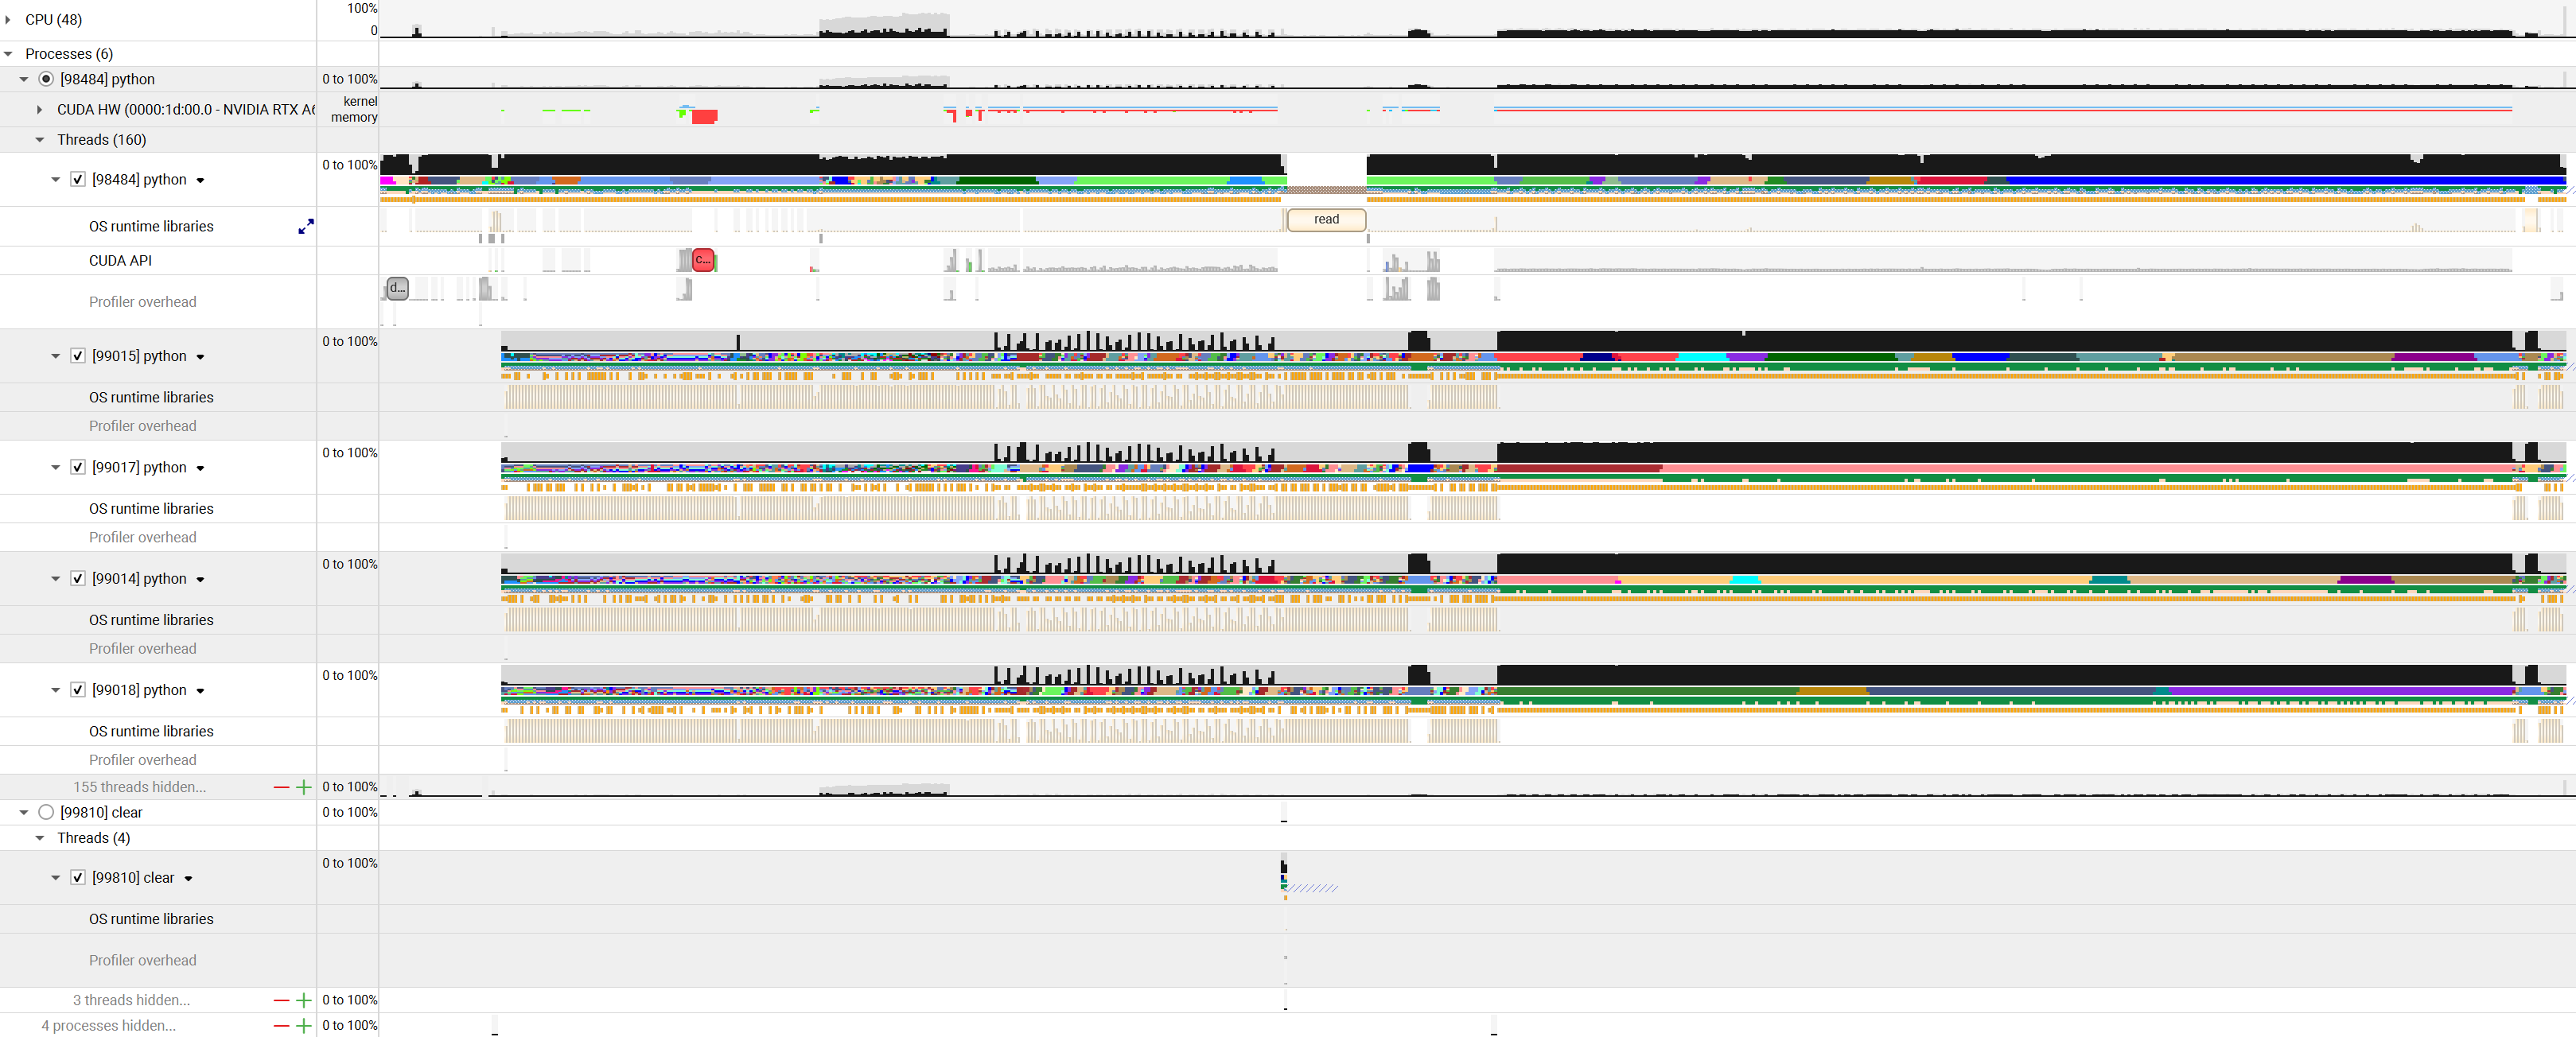 CPU (48) 100%
0
Processes (6)
[98484] python 0 to 100%
CUDA HW (0000:1d:00.0 - NVIDIA RTX A6 kernel
memory
Threads (160)
[98484] python 0 to 100%
OS runtime libraries read
CUDA API c...
Profiler overhead d...
[99015] python 0 to 100%
OS runtime libraries
Profiler overhead
[99017] python 0 to 100%
OS runtime libraries
Profiler overhead
[99014] python 0 to 100%
OS runtime libraries
Profiler overhead
[99018] python 0 to 100%
OS runtime libraries
Profiler overhead
155 threads hidden... 0 to 100%
[99810] clear 0 to 100%
Threads (4)
[99810] clear 0 to 100%
OS runtime libraries
Profiler overhead
3 threads hidden... 0 to 100%
4 processes hidden... 0 to 100%